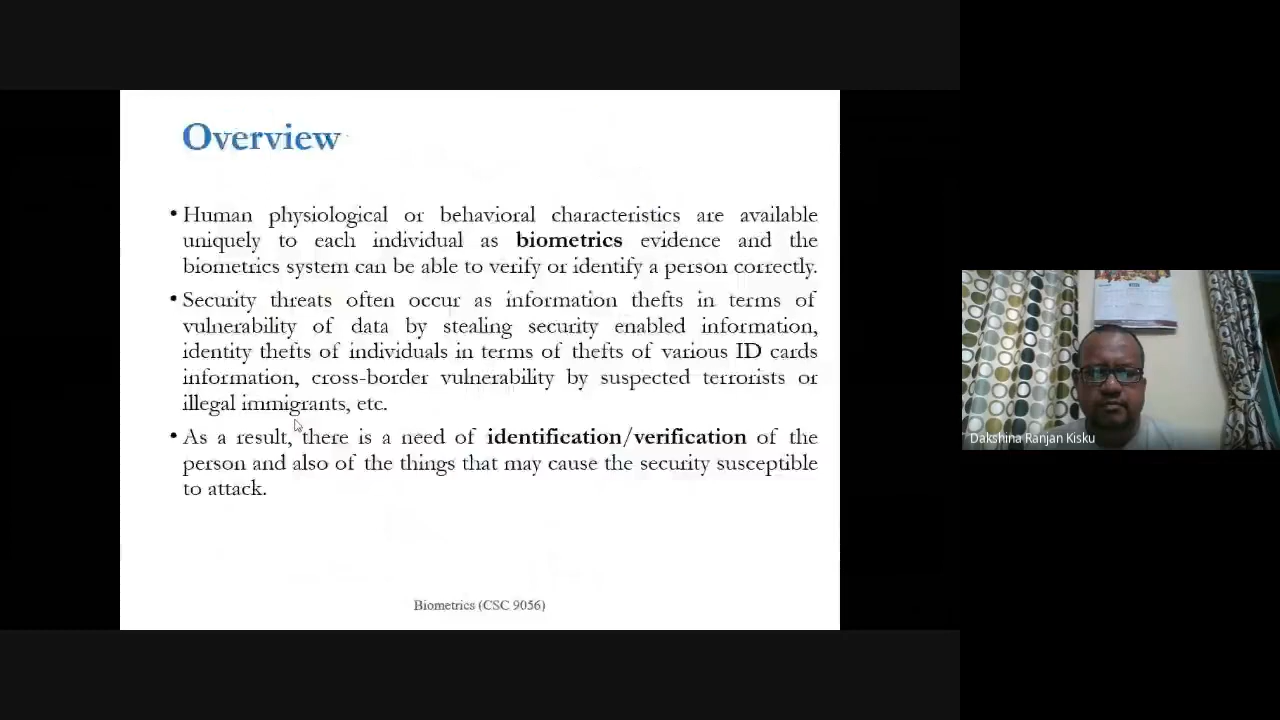 Overview
• Human physiological or behavioral characteristics are available
uniquely to each individual as biometrics evidence and the
biometrics system can be able to verify or identify a person correctly.
• Security threats often occur as information thefts in terms of
vulnerability of data by stealing security enabled information,
identity thefts of individuals in terms of thefts of various ID cards
information, cross-border vulnerability by suspected terrorists or
illegal immigrants, etc.
• As a result, there is a need of identification/verification of the
person and also of the things that may cause the security susceptible
to attack.
Biometrics (CSC 9056)
Dakshina Ranjan Kisku